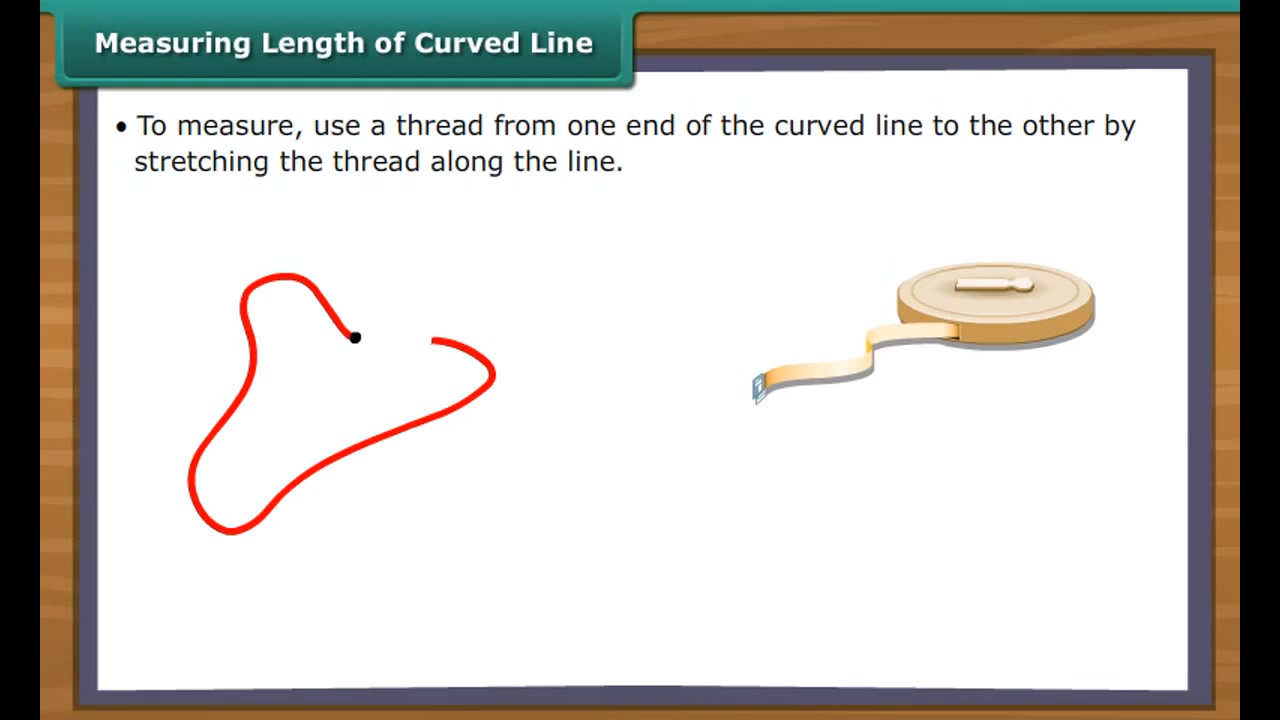 Measuring Length of Curved Line
• To measure, use a thread from one end of the curved line to the other by
stretching the thread along the line.